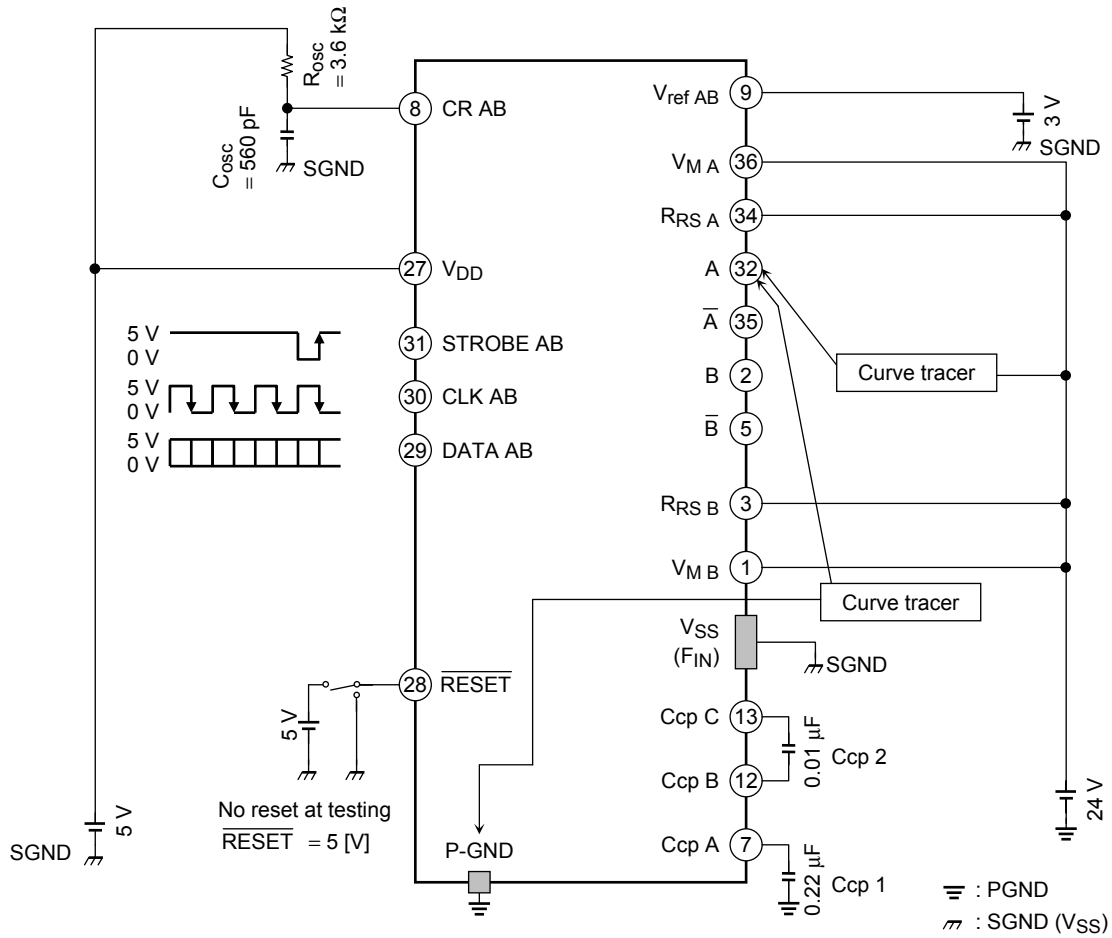 Rosc
= 3.6 kΩ
Cosc
= 560 pF
SGND
8 CR AB
27 VDD
5 V
0 V
31 STROBE AB
5 V
0 V
30 CLK AB
5 V
0 V
29 DATA AB
28 RESET
5 V
No reset at testing
RESET = 5 [V]
SGND
5 V
P-GND
Vref AB 9
3 V
SGND
VM A 36
RRS A 34
A 32
A 35
B 2
B 5
Curve tracer
RRS B 3
VM B 1
Curve tracer
VSS
(FIN)
SGND
Ccp C 13
0.01 μF
Ccp 2
Ccp B 12
Ccp A 7
0.22 μF
Ccp 1
24 V
: PGND
: SGND (VSS)